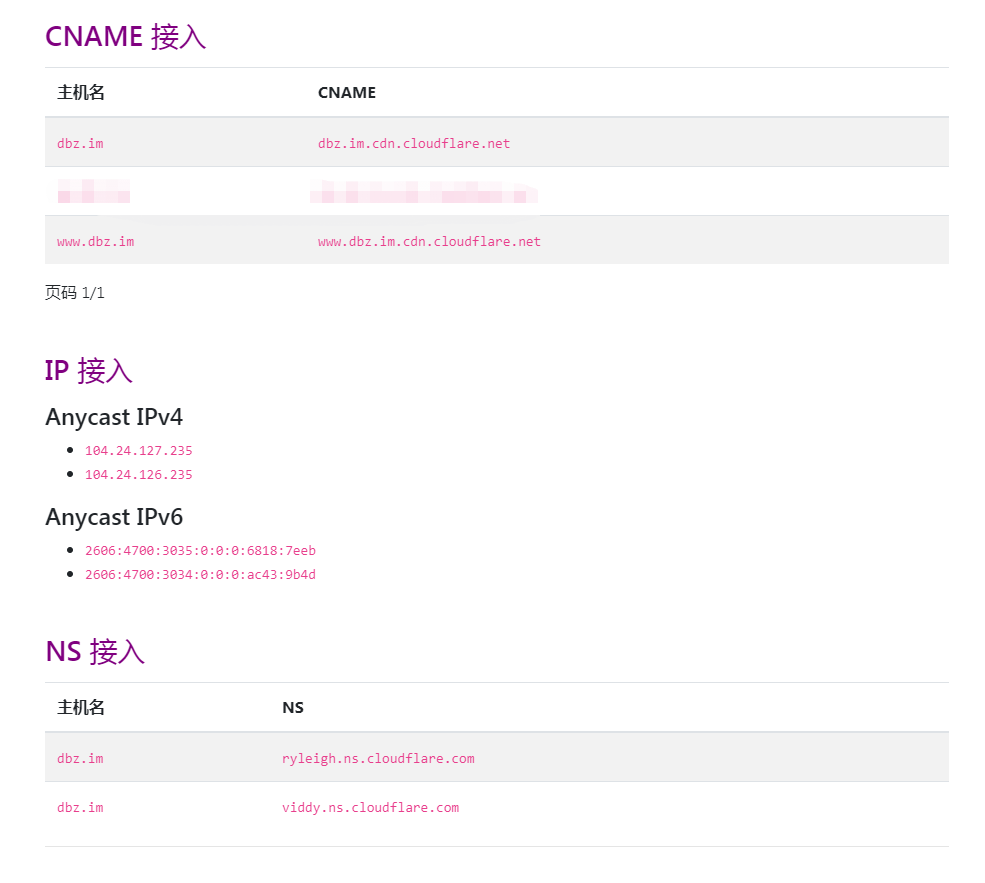 CNAME 接入
主机名 CNAME
dbz.im dbz.im.cdn.cloudflare.net
www.dbz.im www.dbz.im.cdn.cloudflare.net
页码 1/1
IP 接入
Anycast IPv4
104.24.127.235
104.24.126.235
Anycast IPv6
2606:4700:3035:0:0:0:6818:7eeb
2606:4700:3034:0:0:0:ac43:9b4d
NS 接入
主机名 NS
dbz.im ryleigh.ns.cloudflare.com
dbz.im viddy.ns.cloudflare.com